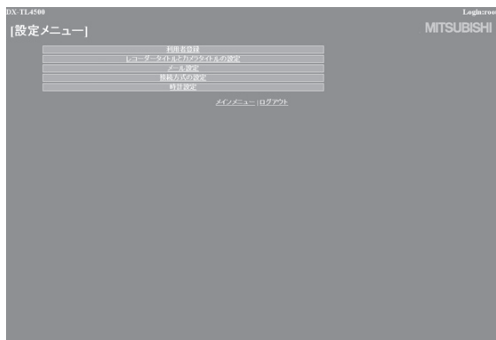 DX-TL4500
Login:roo
[設定メニュー]
MITSUBISHI
利用者登録
レコーダータイトルとカメラタイトルの設定
メール設定
接続方式の設定
時計設定
メインメニュー | ログアウト